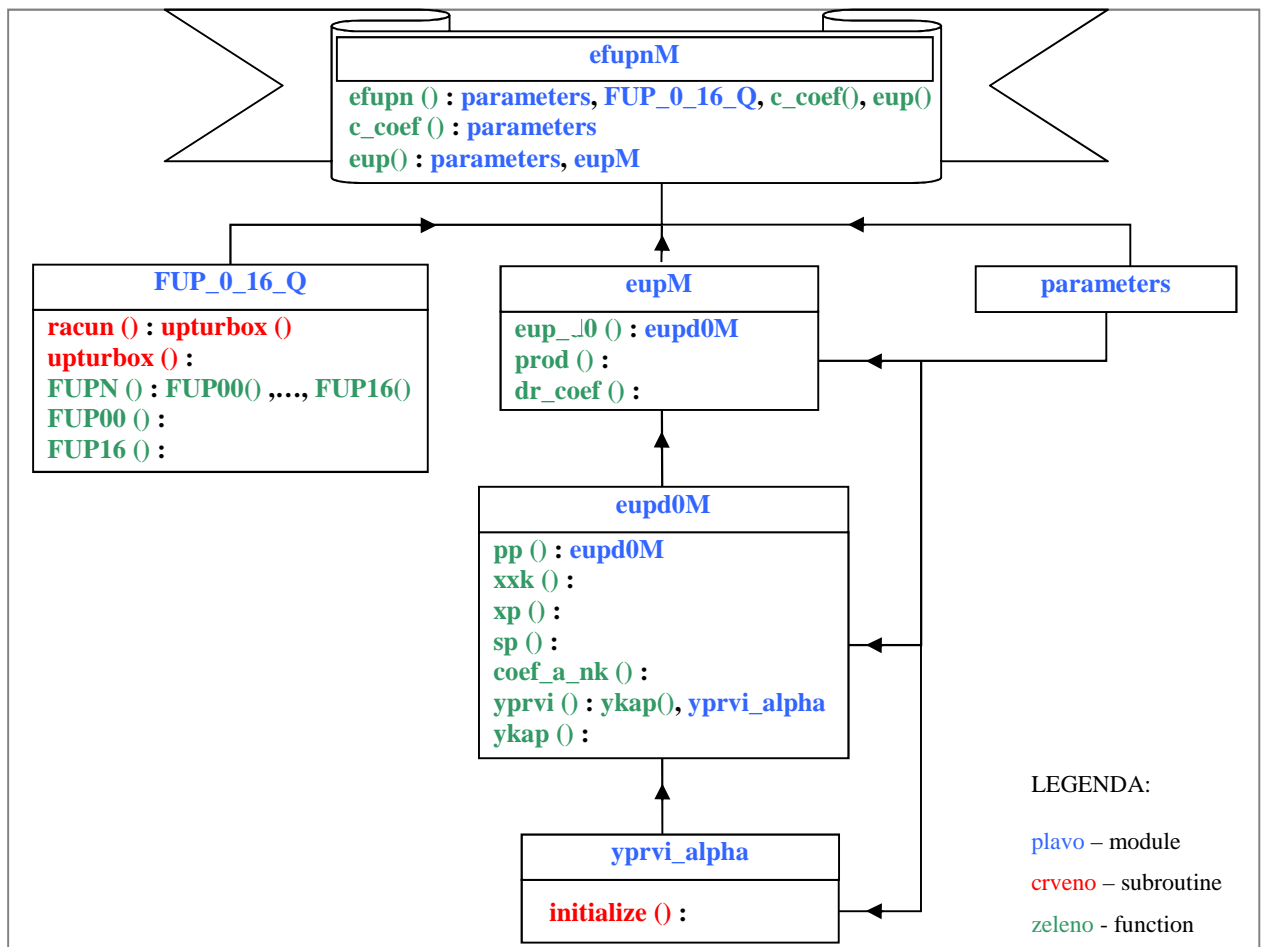 efupnM
efupn () : parameters, FUP_0_16_Q, c_coef(), eup()
c_coef () : parameters
eup() : parameters, eupM
FUP_0_16_Q
racun () : upturbox ()
upturbox () :
FUPN () : FUP00() ,…, FUP16()
FUP00 () :
FUP16 () :
eupM
() : eupd0M
prod () :
dr_coef () :
parameters
eupd0M
pp () : eupd0M
xxk () :
xp () :
sp () :
coef_a_nk () :
yprvi () : ykap(), yprvi_alpha
ykap () :
yprvi_alpha
initialize () :
LEGENDA:
plavo – module
crveno – subroutine
zeleno - function